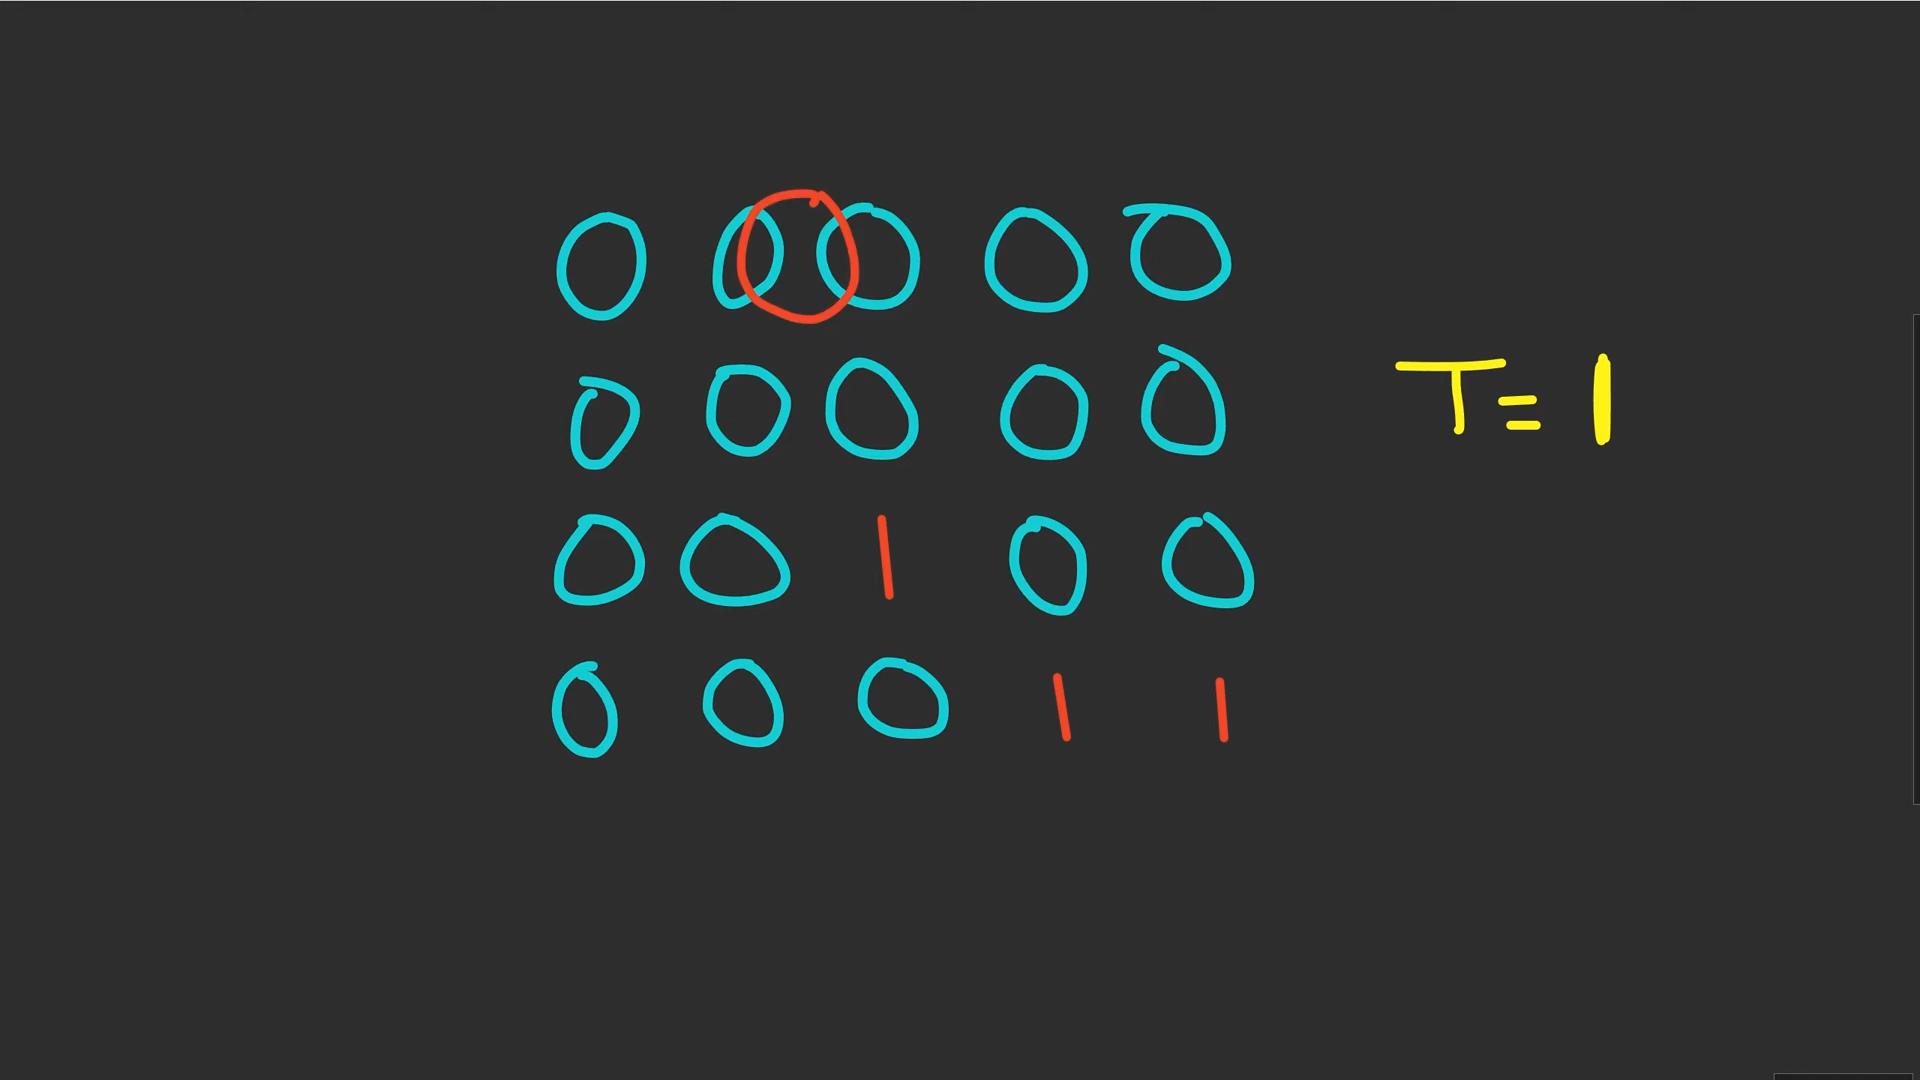 0 0 0 0 0
0 0 0 0 0
T = 1
0 0 1 0 0
0 0 0 1 1